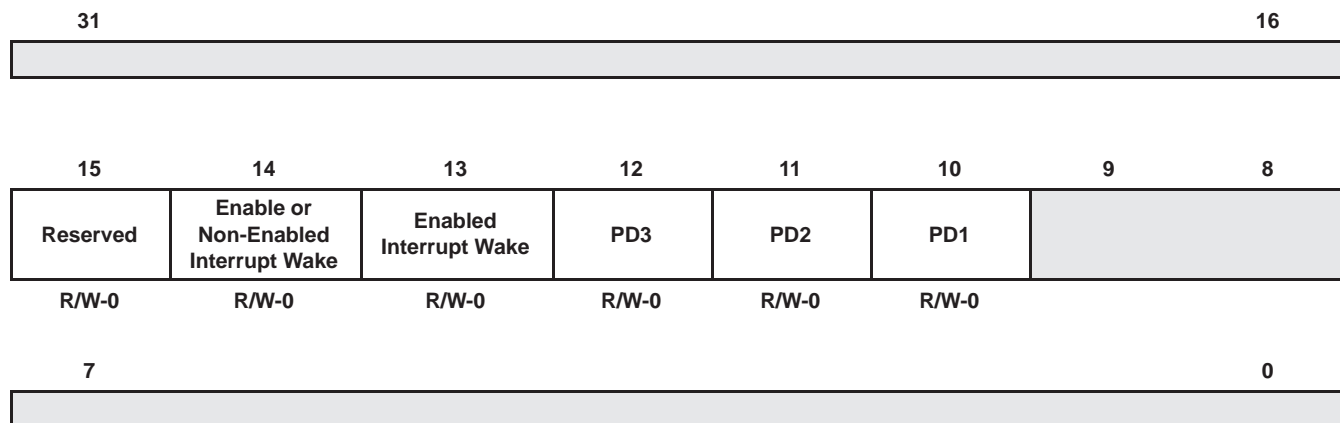 31 16
15 14 13 12 11 10 9 8
Reserved
Enable or
Non-Enabled
Interrupt Wake
Enabled
Interrupt Wake
PD3
PD2
PD1
R/W-0 R/W-0 R/W-0 R/W-0 R/W-0 R/W-0
7 0